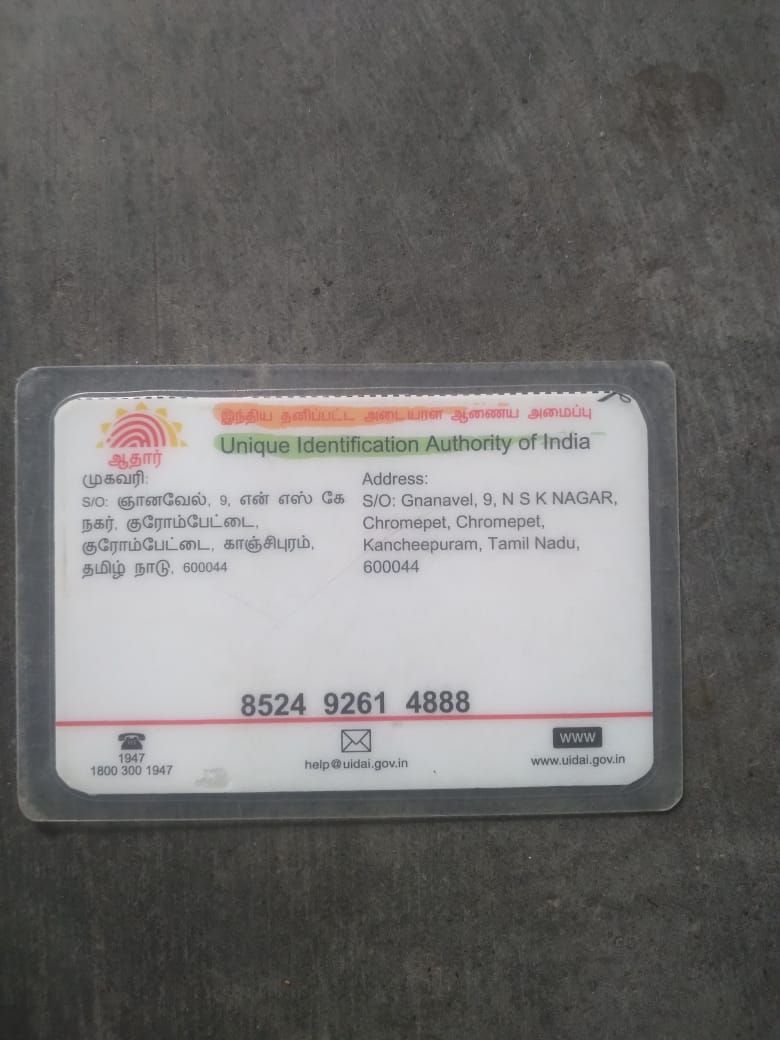 இந்திய தனிப்பட்ட அடையாள ஆணைய அமைப்பு
Unique Identification Authority of India
ஆதார்
முகவரி:
S/O: ஞானவேல், 9, என் எஸ் கே
நகர், குரோம்பேட்டை,
குரோம்பேட்டை, காஞ்சிபுரம்,
தமிழ் நாடு, 600044
Address:
S/O: Gnanavel, 9, N S K NAGAR,
Chromepet, Chromepet,
Kancheepuram, Tamil Nadu,
600044
8524 9261 4888
1947
1800 300 1947
help@uidai.gov.in
WWW
www.uidai.gov.in